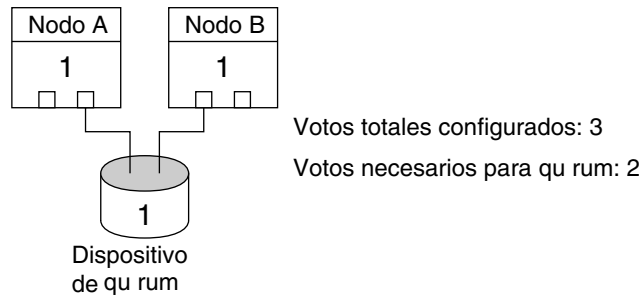 Nodo A
Nodo B
1
1
Votos totales configurados: 3
Votos necesarios para qu rum: 2
1
Dispositivo
de qu rum